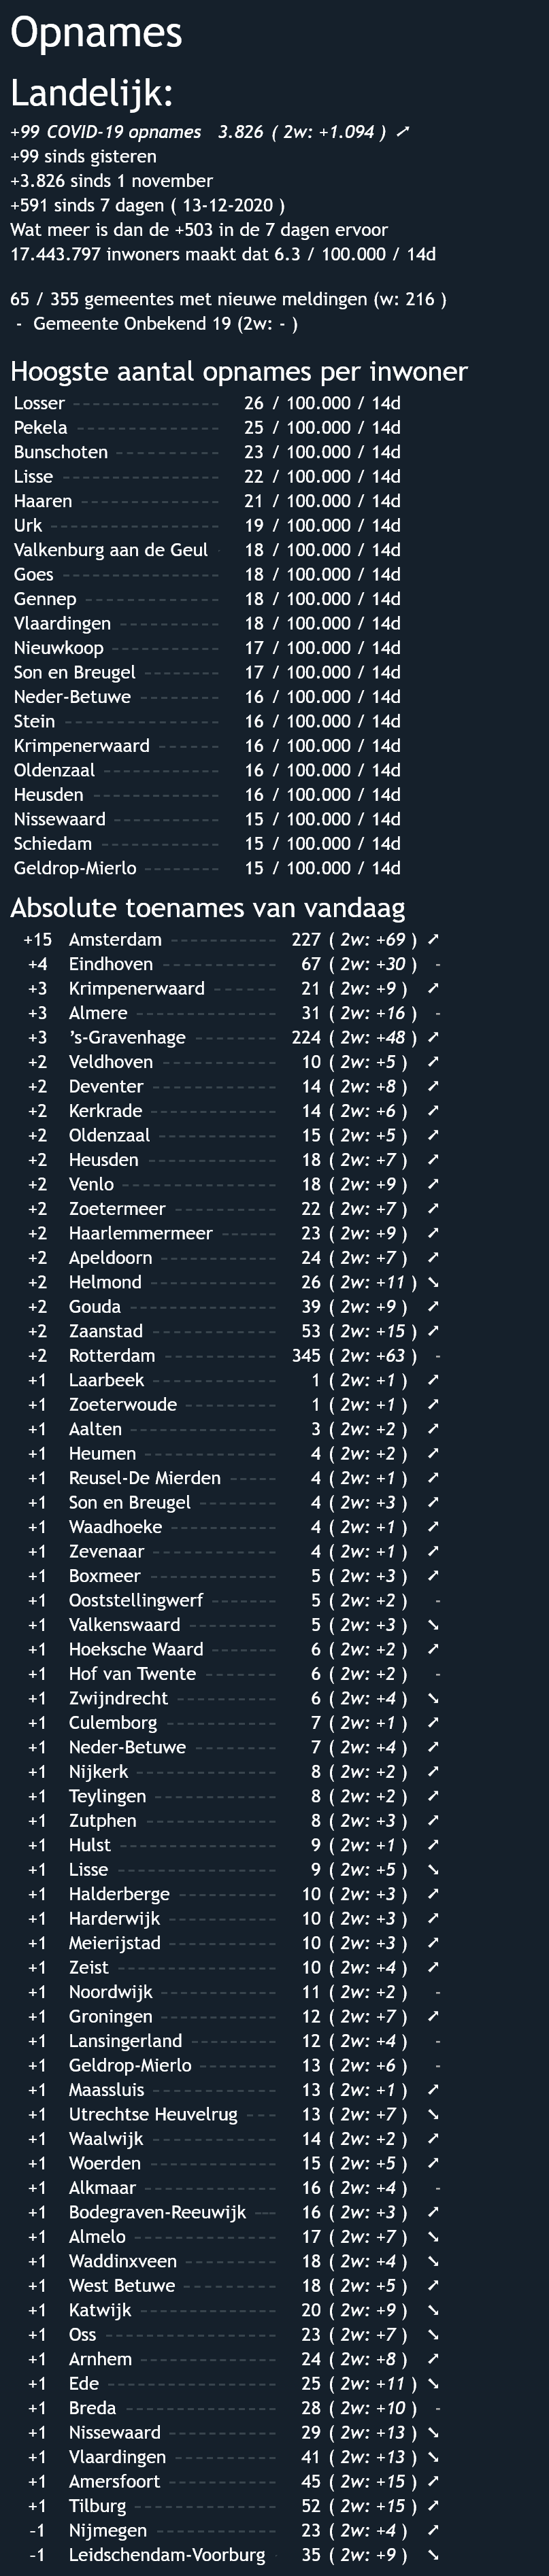 Opnames
Landelijk:
+99 COVID-19 opnames 3.826 ( 2w: +1.094 ) ➚
+99 sinds gisteren
+3.826 sinds 1 november
+591 sinds 7 dagen ( 13-12-2020 )
Wat meer is dan de +503 in de 7 dagen ervoor
17.443.797 inwoners maakt dat 6.3 / 100.000 / 14d
65 / 355 gemeentes met nieuwe meldingen (w: 216 )
- Gemeente Onbekend 19 (2w: - )
Hoogste aantal opnames per inwoner
Losser 26 / 100.000 / 14d
Pekela 25 / 100.000 / 14d
Bunschoten 23 / 100.000 / 14d
Lisse 22 / 100.000 / 14d
Haaren 21 / 100.000 / 14d
Urk 19 / 100.000 / 14d
Valkenburg aan de Geul 18 / 100.000 / 14d
Goes 18 / 100.000 / 14d
Gennep 18 / 100.000 / 14d
Vlaardingen 18 / 100.000 / 14d
Nieuwkoop 17 / 100.000 / 14d
Son en Breugel 17 / 100.000 / 14d
Neder-Betuwe 16 / 100.000 / 14d
Stein 16 / 100.000 / 14d
Krimpenerwaard 16 / 100.000 / 14d
Oldenzaal 16 / 100.000 / 14d
Heusden 16 / 100.000 / 14d
Nissewaard 15 / 100.000 / 14d
Schiedam 15 / 100.000 / 14d
Geldrop-Mierlo 15 / 100.000 / 14d
Absolute toenames van vandaag
+15 Amsterdam 227 ( 2w: +69 ) ➚
+4 Eindhoven 67 ( 2w: +30 ) -
+3 Krimpenerwaard 21 ( 2w: +9 ) ➚
+3 Almere 31 ( 2w: +16 ) -
+3 's-Gravenhage 224 ( 2w: +48 ) ➚
+2 Veldhoven 10 ( 2w: +5 ) ➚
+2 Deventer 14 ( 2w: +8 ) ➚
+2 Kerkrade 14 ( 2w: +6 ) ➚
+2 Oldenzaal 15 ( 2w: +5 ) ➚
+2 Heusden 18 ( 2w: +7 ) ➚
+2 Venlo 18 ( 2w: +9 ) ➚
+2 Zoetermeer 22 ( 2w: +7 ) ➚
+2 Haarlemmermeer 23 ( 2w: +9 ) ➚
+2 Apeldoorn 24 ( 2w: +7 ) ➚
+2 Helmond 26 ( 2w: +11 ) ➘
+2 Gouda 39 ( 2w: +9 ) ➚
+2 Zaanstad 53 ( 2w: +15 ) ➚
+2 Rotterdam 345 ( 2w: +63 ) -
+1 Laarbeek 1 ( 2w: +1 ) ➚
+1 Zoeterwoude 1 ( 2w: +1 ) ➚
+1 Aalten 3 ( 2w: +2 ) ➚
+1 Heumen 4 ( 2w: +2 ) ➚
+1 Reusel-De Mierden 4 ( 2w: +1 ) ➚
+1 Son en Breugel 4 ( 2w: +3 ) ➚
+1 Waadhoeke 4 ( 2w: +1 ) ➚
+1 Zevenaar 4 ( 2w: +1 ) ➚
+1 Boxmeer 5 ( 2w: +3 ) ➚
+1 Ooststellingwerf 5 ( 2w: +2 ) -
+1 Valkenswaard 5 ( 2w: +3 ) ➘
+1 Hoeksche Waard 6 ( 2w: +2 ) ➚
+1 Hof van Twente 6 ( 2w: +2 ) -
+1 Zwijndrecht 6 ( 2w: +4 ) ➘
+1 Culemborg 7 ( 2w: +1 ) ➚
+1 Neder-Betuwe 7 ( 2w: +4 ) ➚
+1 Nijkerk 8 ( 2w: +2 ) ➚
+1 Teylingen 8 ( 2w: +2 ) ➚
+1 Zutphen 8 ( 2w: +3 ) ➚
+1 Hulst 9 ( 2w: +1 ) ➚
+1 Lisse 9 ( 2w: +5 ) ➘
+1 Halderberge 10 ( 2w: +3 ) ➚
+1 Harderwijk 10 ( 2w: +3 ) ➚
+1 Meierijstad 10 ( 2w: +3 ) ➚
+1 Zeist 10 ( 2w: +4 ) ➚
+1 Noordwijk 11 ( 2w: +2 ) -
+1 Groningen 12 ( 2w: +7 ) ➚
+1 Lansingerland 12 ( 2w: +4 ) -
+1 Geldrop-Mierlo 13 ( 2w: +6 ) -
+1 Maassluis 13 ( 2w: +1 ) ➚
+1 Utrechtse Heuvelrug 13 ( 2w: +7 ) ➘
+1 Waalwijk 14 ( 2w: +2 ) ➚
+1 Woerden 15 ( 2w: +5 ) ➚
+1 Alkmaar 16 ( 2w: +4 ) -
+1 Bodegraven-Reeuwijk 16 ( 2w: +3 ) ➚
+1 Almelo 17 ( 2w: +7 ) ➘
+1 Waddinxveen 18 ( 2w: +4 ) ➘
+1 West Betuwe 18 ( 2w: +5 ) ➚
+1 Katwijk 20 ( 2w: +9 ) ➘
+1 Oss 23 ( 2w: +7 ) ➘
+1 Arnhem 24 ( 2w: +8 ) ➚
+1 Ede 25 ( 2w: +11 ) ➘
+1 Breda 28 ( 2w: +10 ) -
+1 Nissewaard 29 ( 2w: +13 ) ➘
+1 Vlaardingen 41 ( 2w: +13 ) ➘
+1 Amersfoort 45 ( 2w: +15 ) ➚
+1 Tilburg 52 ( 2w: +15 ) ➚
-1 Nijmegen 23 ( 2w: +4 ) ➚
-1 Leidschendam-Voorburg 35 ( 2w: +9 ) ➘